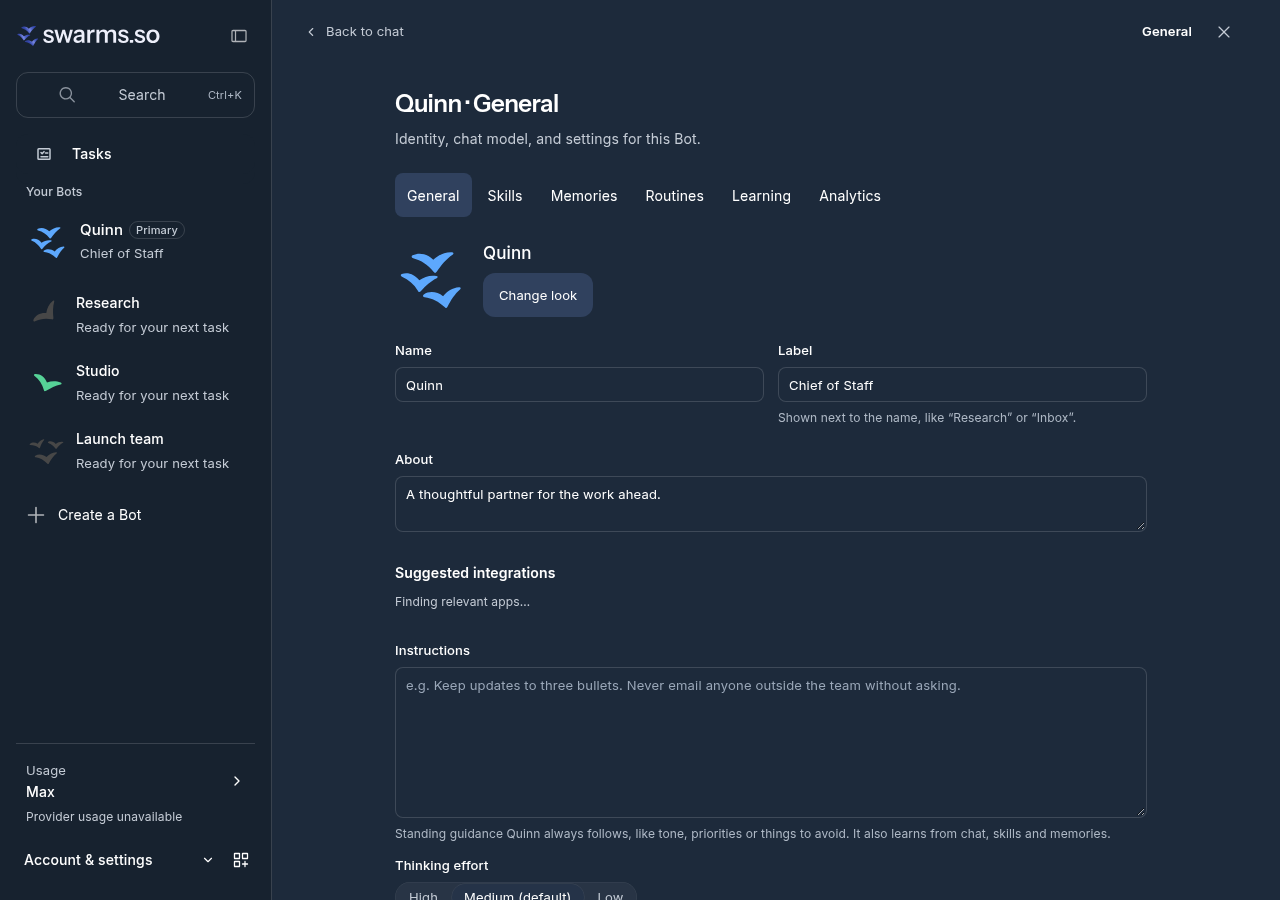 swarms.so
Search
Ctrl+K
Tasks
Your Bots
Quinn
Primary
Chief of Staff
Research
Ready for your next task
Studio
Ready for your next task
Launch team
Ready for your next task
Create a Bot
Usage
Max
Provider usage unavailable
Account & settings
Back to chat
General
Quinn · General
Identity, chat model, and settings for this Bot.
General
Skills
Memories
Routines
Learning
Analytics
Quinn
Change look
Name
Label
Quinn
Chief of Staff
Shown next to the name, like “Research” or “Inbox”.
About
A thoughtful partner for the work ahead.
Suggested integrations
Finding relevant apps...
Instructions
e.g. Keep updates to three bullets. Never email anyone outside the team without asking.
Standing guidance Quinn always follows, like tone, priorities or things to avoid. It also learns from chat, skills and memories.
Thinking effort
High
Medium (default)
Low